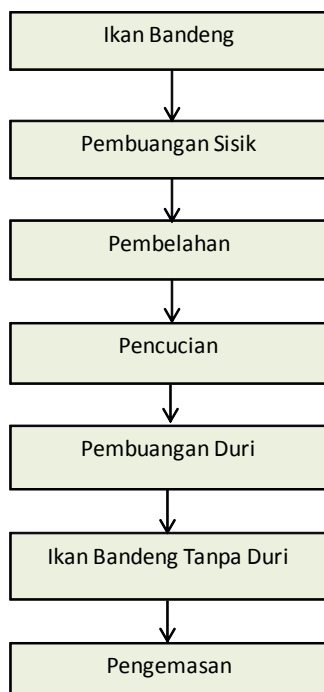 Ikan Bandeng
Pembuangan Sisik
Pembelahan
Pencucian
Pembuangan Duri
Ikan Bandeng Tanpa Duri
Pengemasan